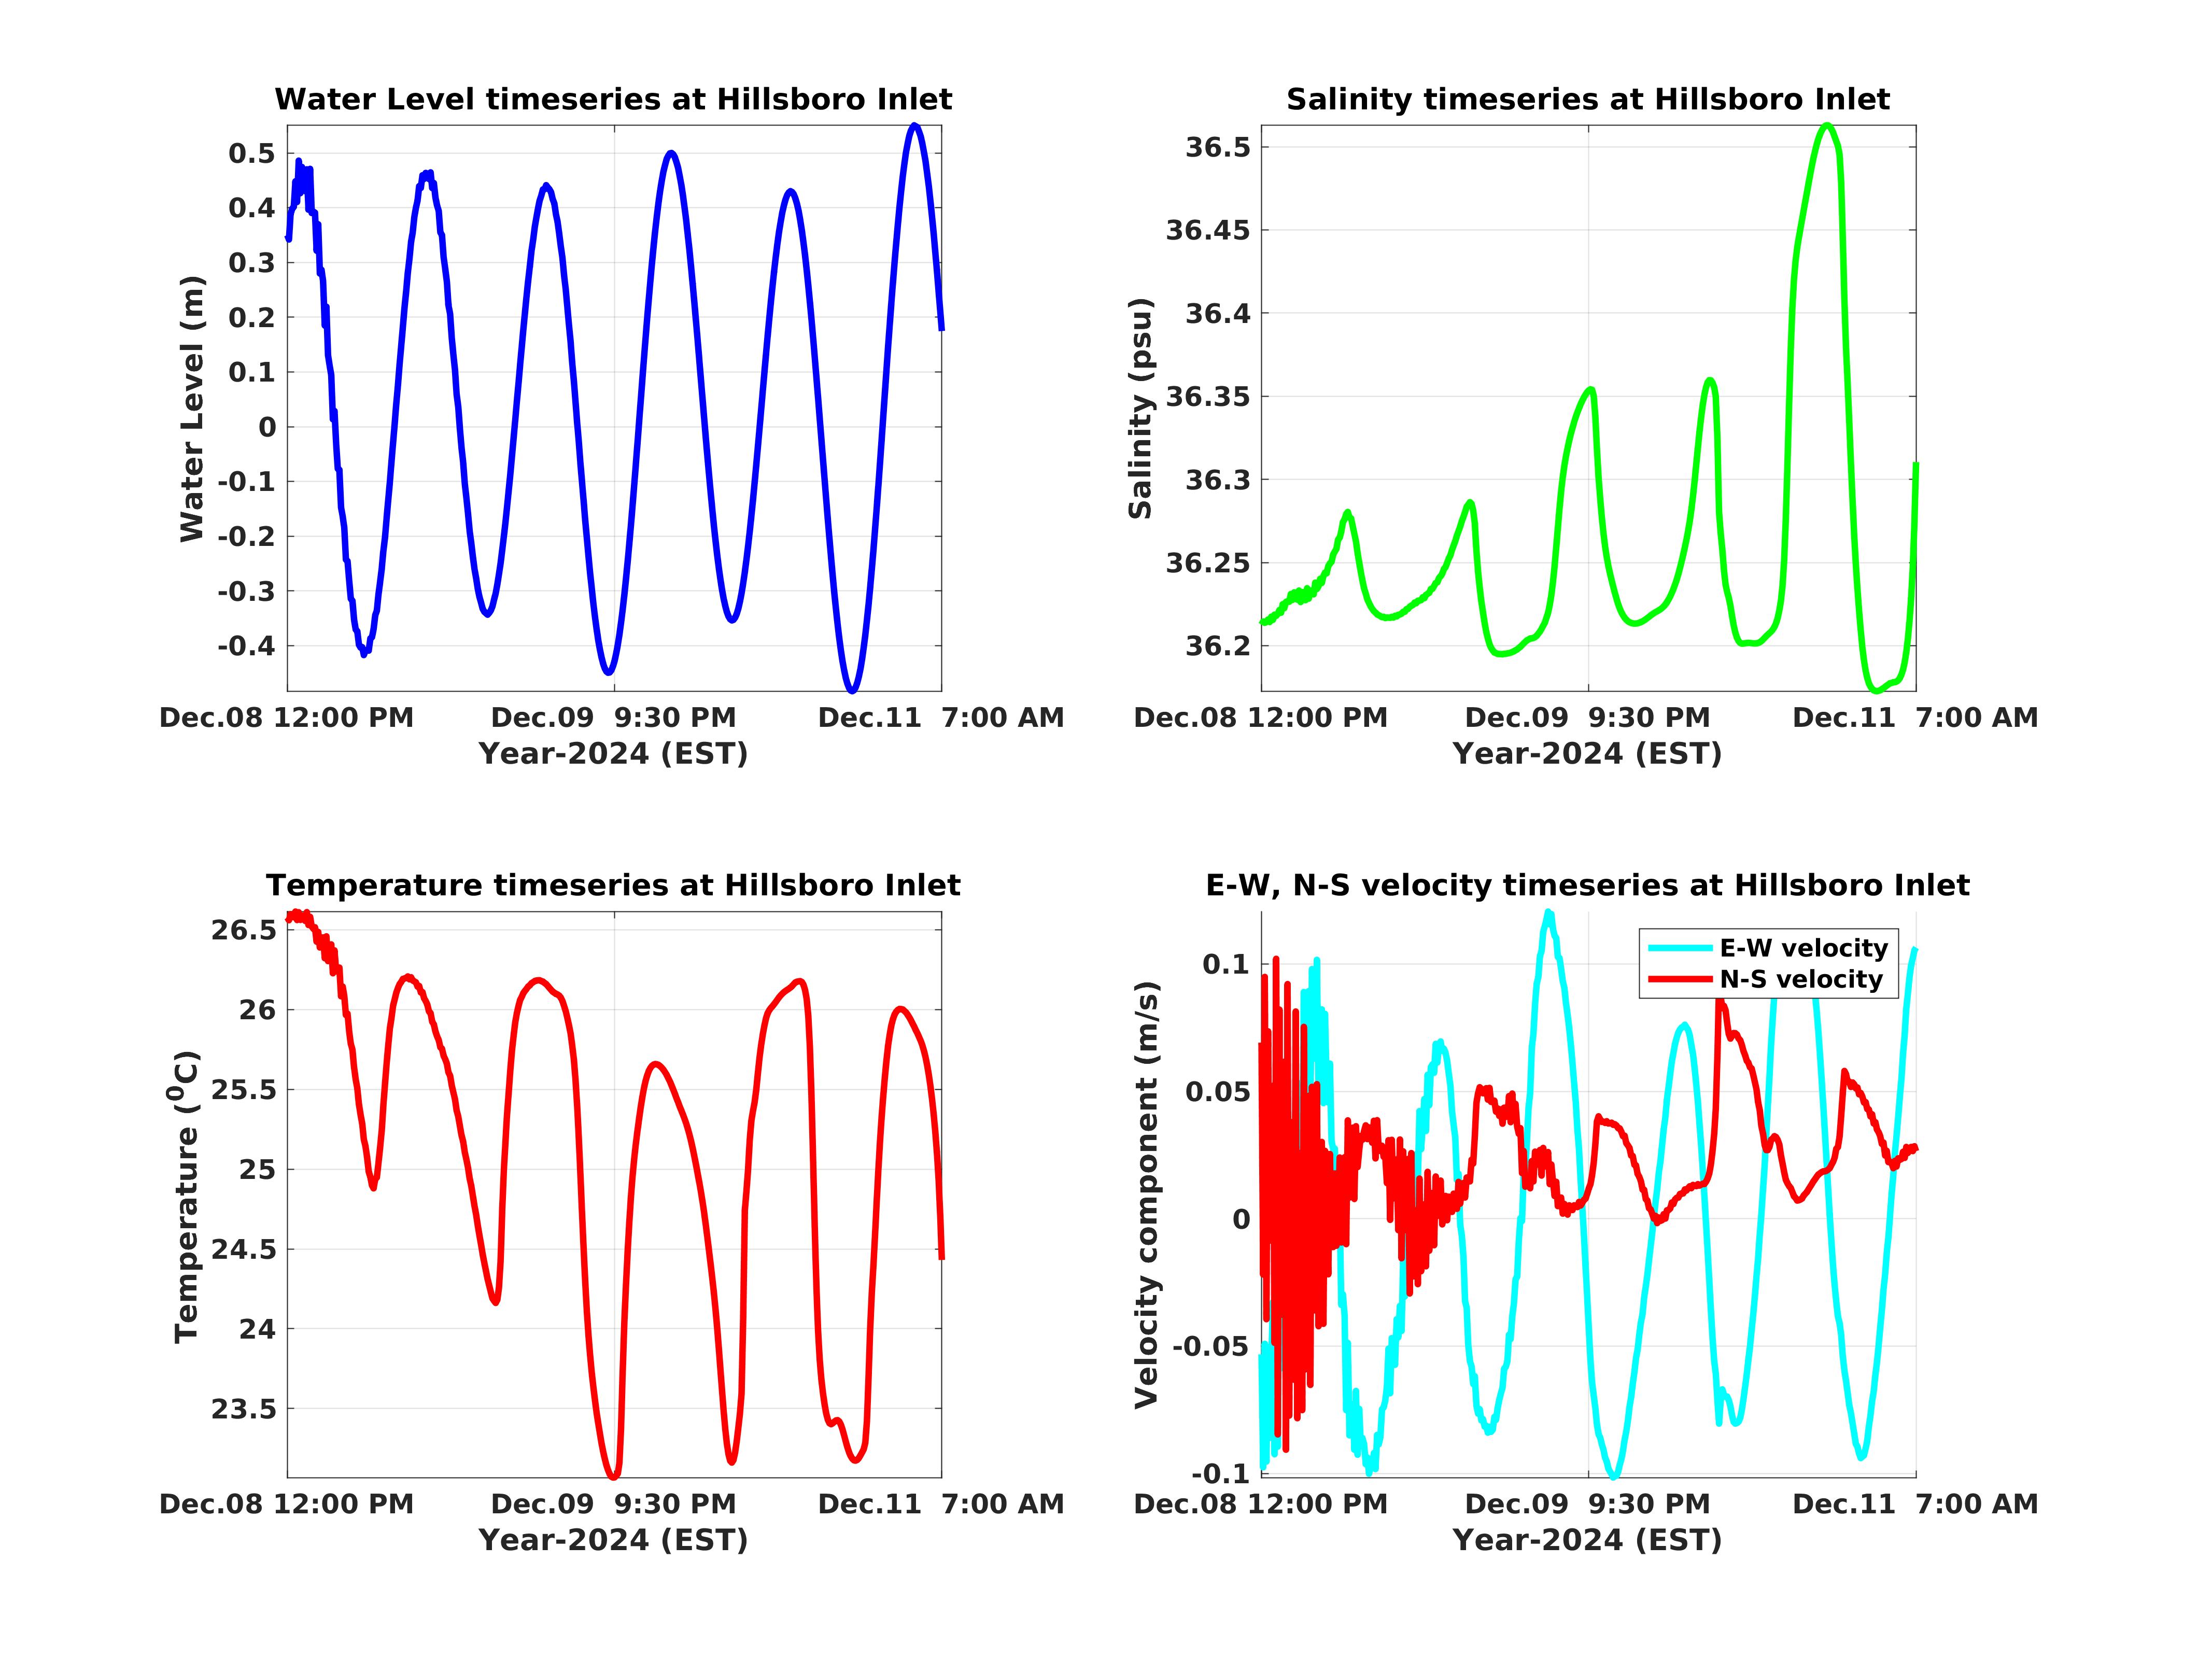 Water Level timeseries at Hillsboro Inlet
Water Level (m)
0.5
0.4
0.3
0.2
0.1
0
-0.1
-0.2
-0.3
-0.4
Dec.08 12:00 PM
Dec.09 9:30 PM
Dec.11 7:00 AM
Year-2024 (EST)
Salinity timeseries at Hillsboro Inlet
Salinity (psu)
36.5
36.45
36.4
36.35
36.3
36.25
36.2
Dec.08 12:00 PM
Dec.09 9:30 PM
Dec.11 7:00 AM
Year-2024 (EST)
Temperature timeseries at Hillsboro Inlet
Temperature (⁰C)
26.5
26
25.5
25
24.5
24
23.5
Dec.08 12:00 PM
Dec.09 9:30 PM
Dec.11 7:00 AM
Year-2024 (EST)
E-W, N-S velocity timeseries at Hillsboro Inlet
Velocity component (m/s)
0.1
0.05
0
-0.05
-0.1
E-W velocity
N-S velocity
Dec.08 12:00 PM
Dec.09 9:30 PM
Dec.11 7:00 AM
Year-2024 (EST)